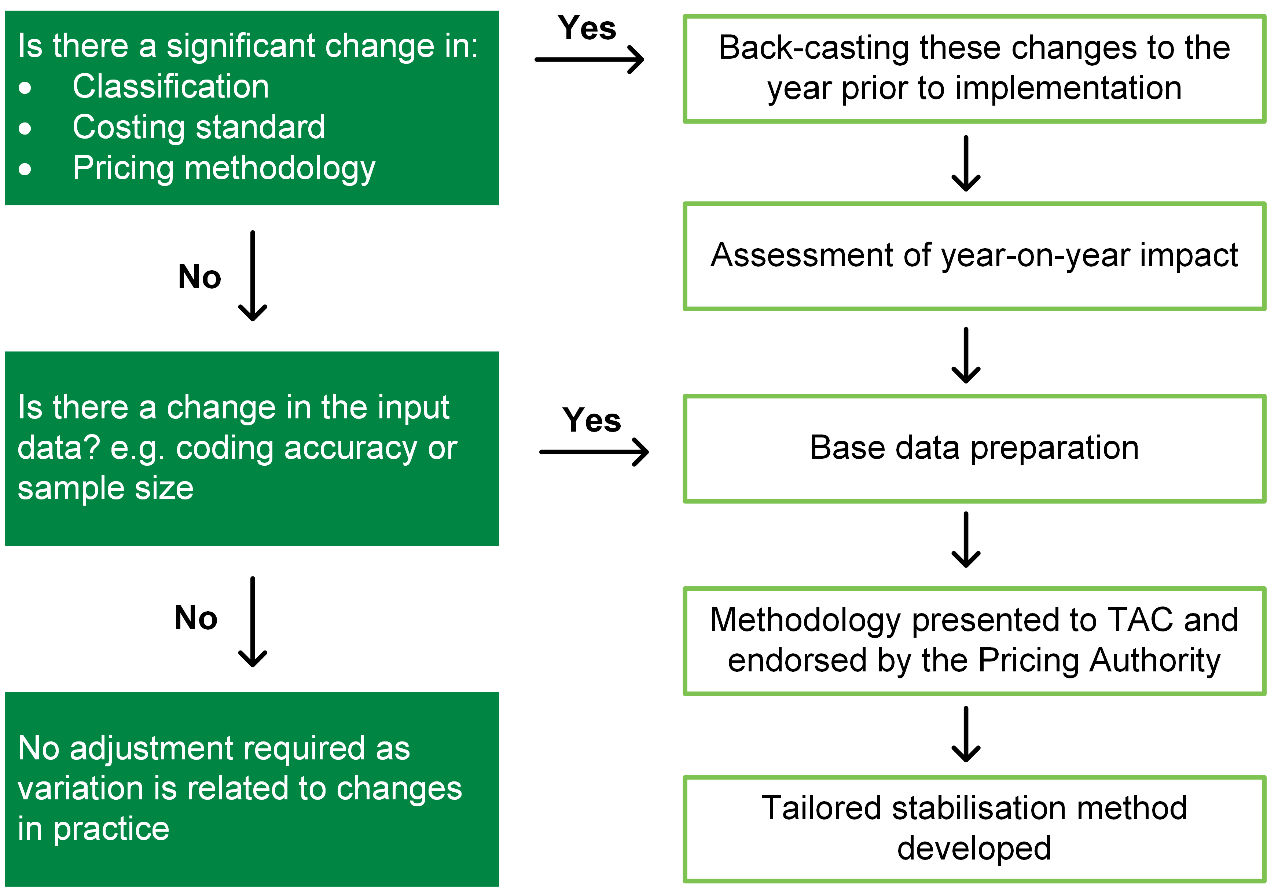 Is there a significant change in:
• Classification
• Costing standard
• Pricing methodology
Yes
Back-casting these changes to the
year prior to implementation
No
Assessment of year-on-year impact
Is there a change in the input
data? e.g. coding accuracy or
sample size
Yes
Base data preparation
No
Methodology presented to TAC and
endorsed by the Pricing Authority
No adjustment required as
variation is related to changes
in practice
Tailored stabilisation method
developed